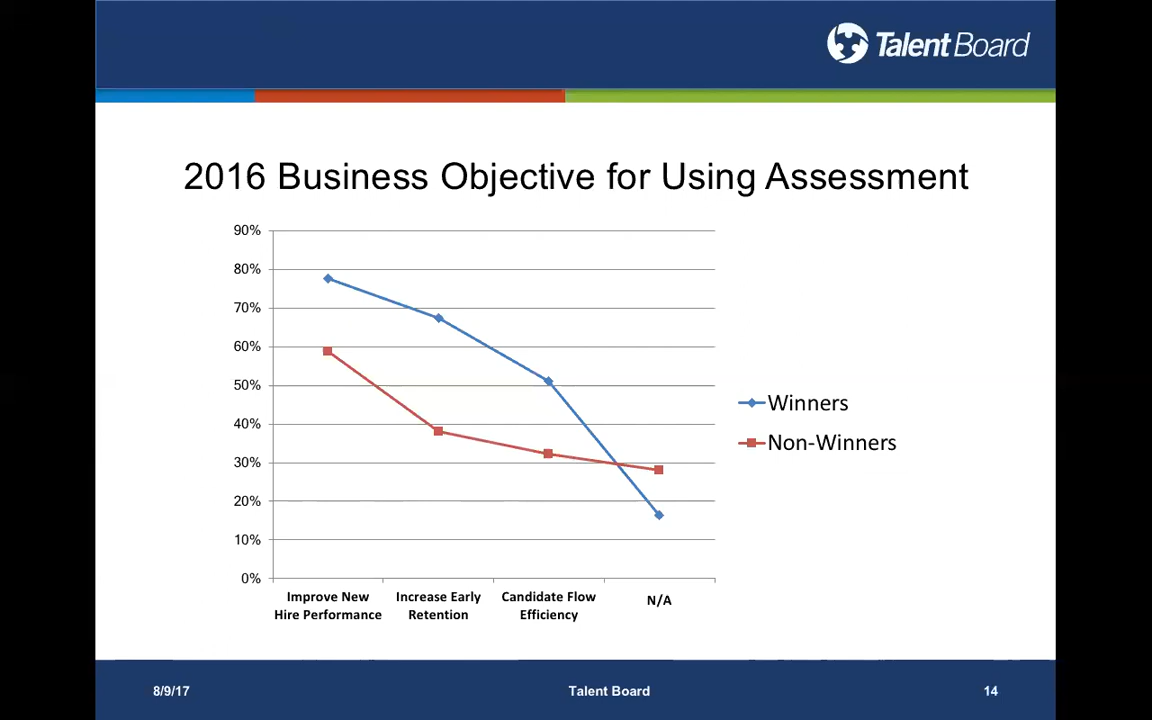 Talent Board
2016 Business Objective for Using Assessment
90%
80%
70%
60%
50%
40%
30%
20%
10%
0%
Improve New
Hire Performance
Increase Early
Retention
Candidate Flow
Efficiency
N/A
Winners
Non-Winners
8/9/17
Talent Board
14